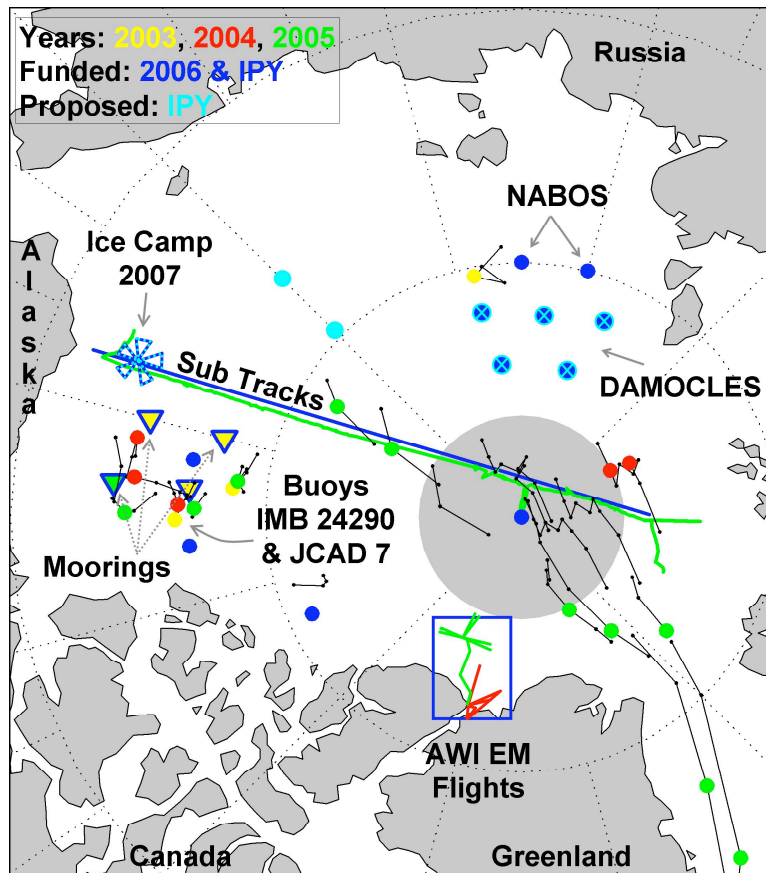 Years: 2003, 2004, 2005
Funded: 2006 & IPY
Proposed: IPY
Russia
NABOS
Alaska
Ice Camp
2007
Sub Tracks
DAMOCLES
Buoys
IMB 24290
& JCAD 7
Moorings
AWI EM
Flights
Canada
Greenland